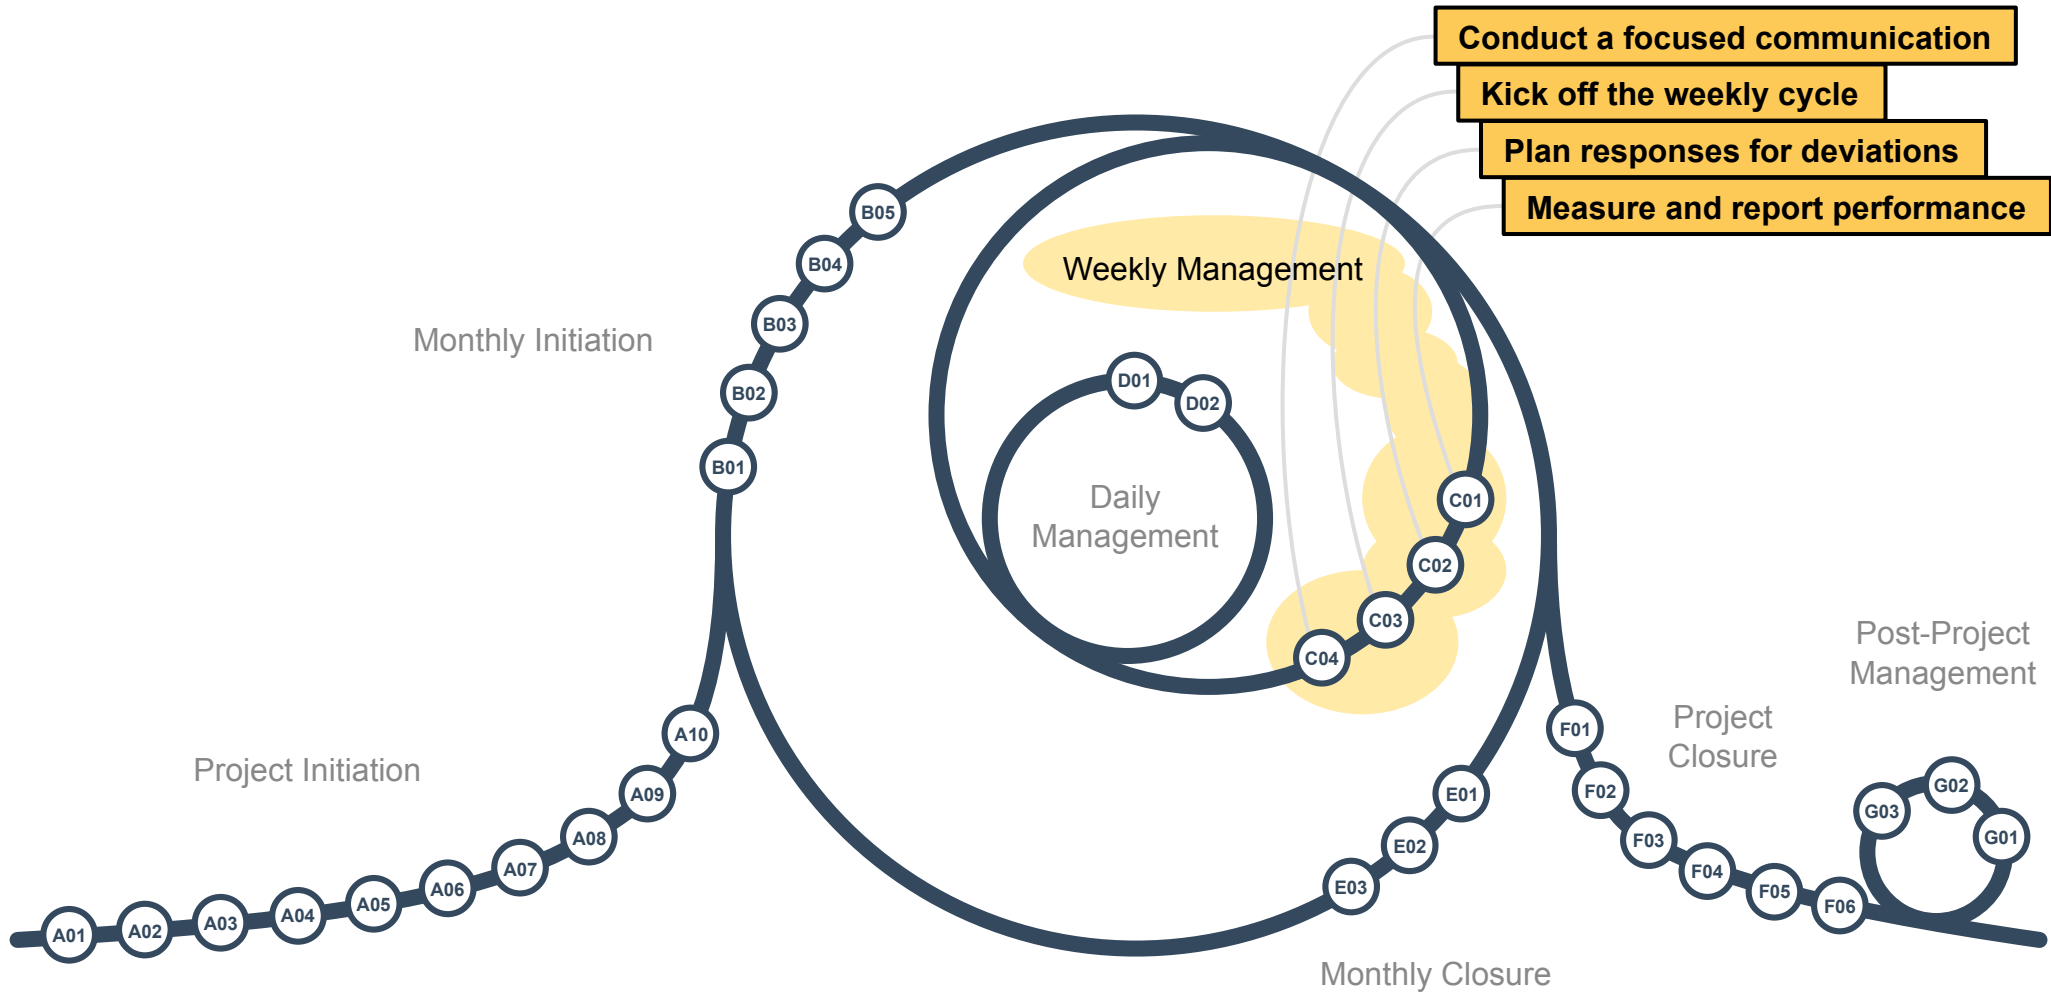 Conduct a focused communication
Kick off the weekly cycle
Plan responses for deviations
Measure and report performance
Weekly Management
Monthly Initiation
Daily
Management
Project Initiation
Post-Project
Management
Project
Closure
Monthly Closure
A01
A02
A03
A04
A05
A06
A07
A08
A09
A10
B01
B02
B03
B04
B05
D01
D02
C01
C02
C03
C04
E01
E02
E03
F01
F02
F03
F04
F05
F06
G03
G02
G01